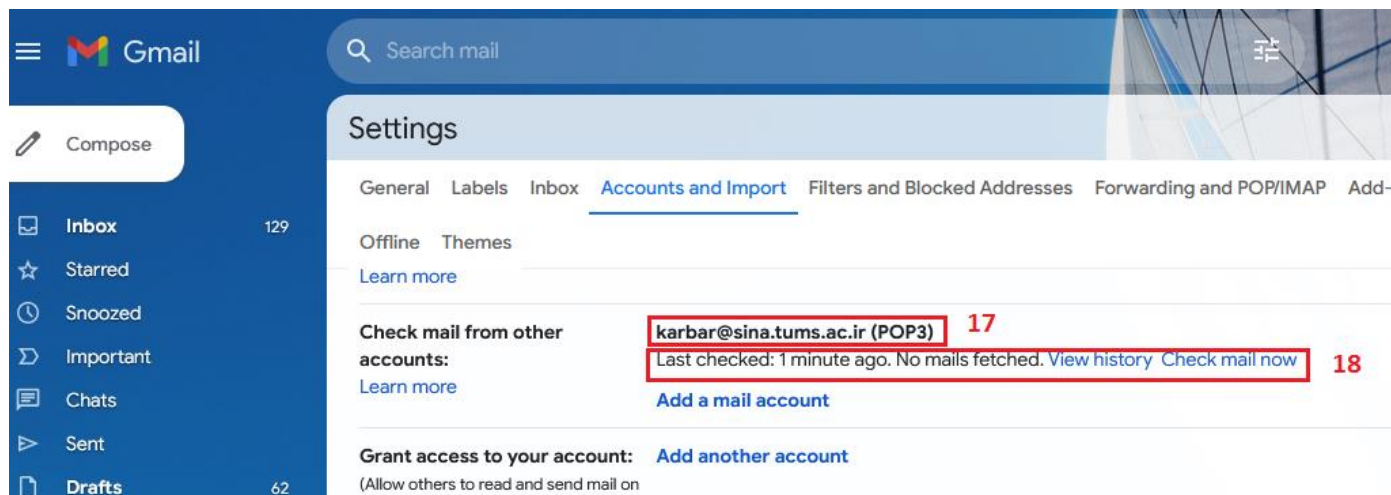 Gmail
Search mail
Compose
Settings
General Labels Inbox Accounts and Import Filters and Blocked Addresses Forwarding and POP/IMAP Add-
Offline Themes
Learn more
Inbox 129
Starred
Snoozed
Important
Chats
Sent
Drafts 62
Check mail from other
accounts:
Learn more
karbar@sina.tums.ac.ir (POP3) 17
Last checked: 1 minute ago. No mails fetched. View history Check mail now 18
Add a mail account
Grant access to your account: Add another account
(Allow others to read and send mail on